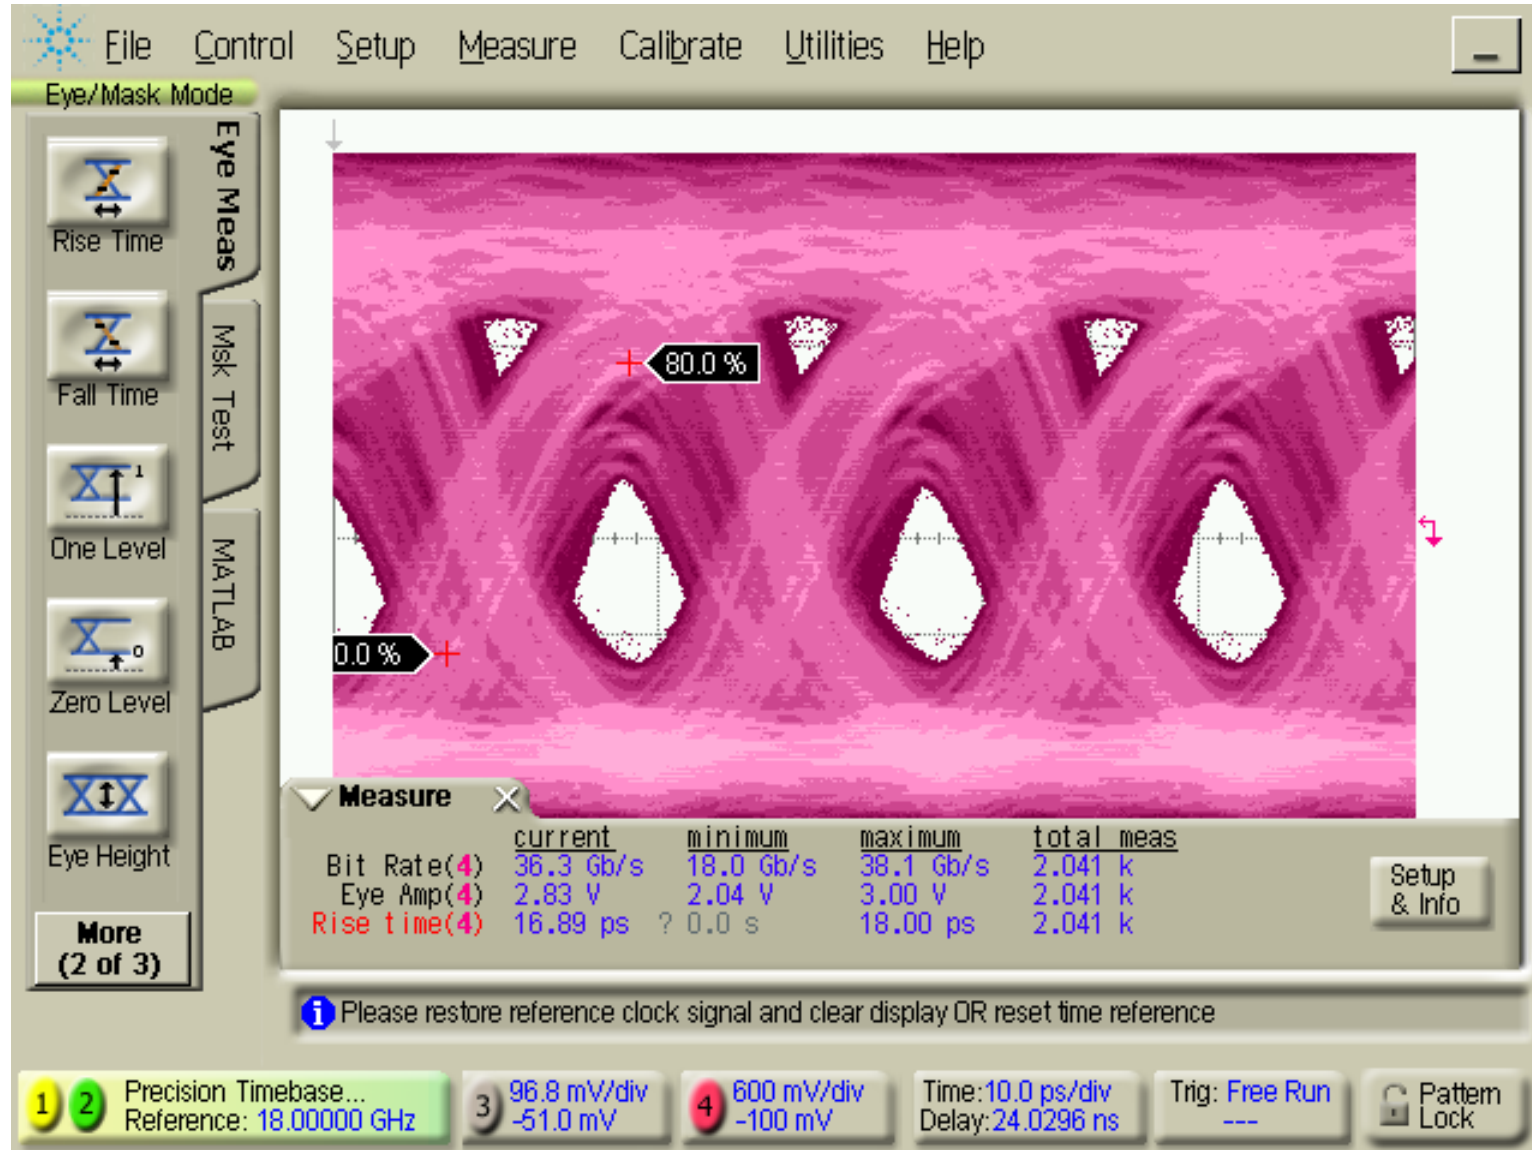 File Control Setup Measure Calibrate Utilities Help
Eye/Mask Mode
Eye Meas
Msk Test
MATLAB
Rise Time
Fall Time
1
One Level
0
Zero Level
Eye Height
More
(2 of 3)
80.0 %
0.0 %
Measure
current minimum maximum total meas
Bit Rate(4) 36.3 Gb/s 18.0 Gb/s 38.1 Gb/s 2.041 k
Eye Amp(4) 2.83 V 2.04 V 3.00 V 2.041 k
Rise time(4) 16.89 ps ? 0.0 s 18.00 ps 2.041 k
Setup
& Info
Please restore reference clock signal and clear display OR reset time reference
1 2 Precision Timebase...
Reference: 18.00000 GHz
3 96.8 mV/div
-51.0 mV
4 600 mV/div
-100 mV
Time:10.0 ps/div
Delay:24.0296 ns
Trig: Free Run
---
Pattern
Lock